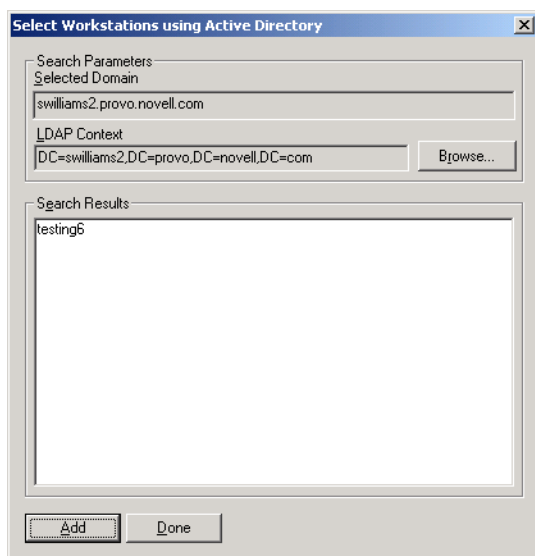 Select Workstations using Active Directory
Search Parameters
Selected Domain
swilliams2.provo.novell.com
LDAP Context
DC=swilliams2,DC=provo,DC=novell,DC=com
Browse...
Search Results
testing6
Add
Done